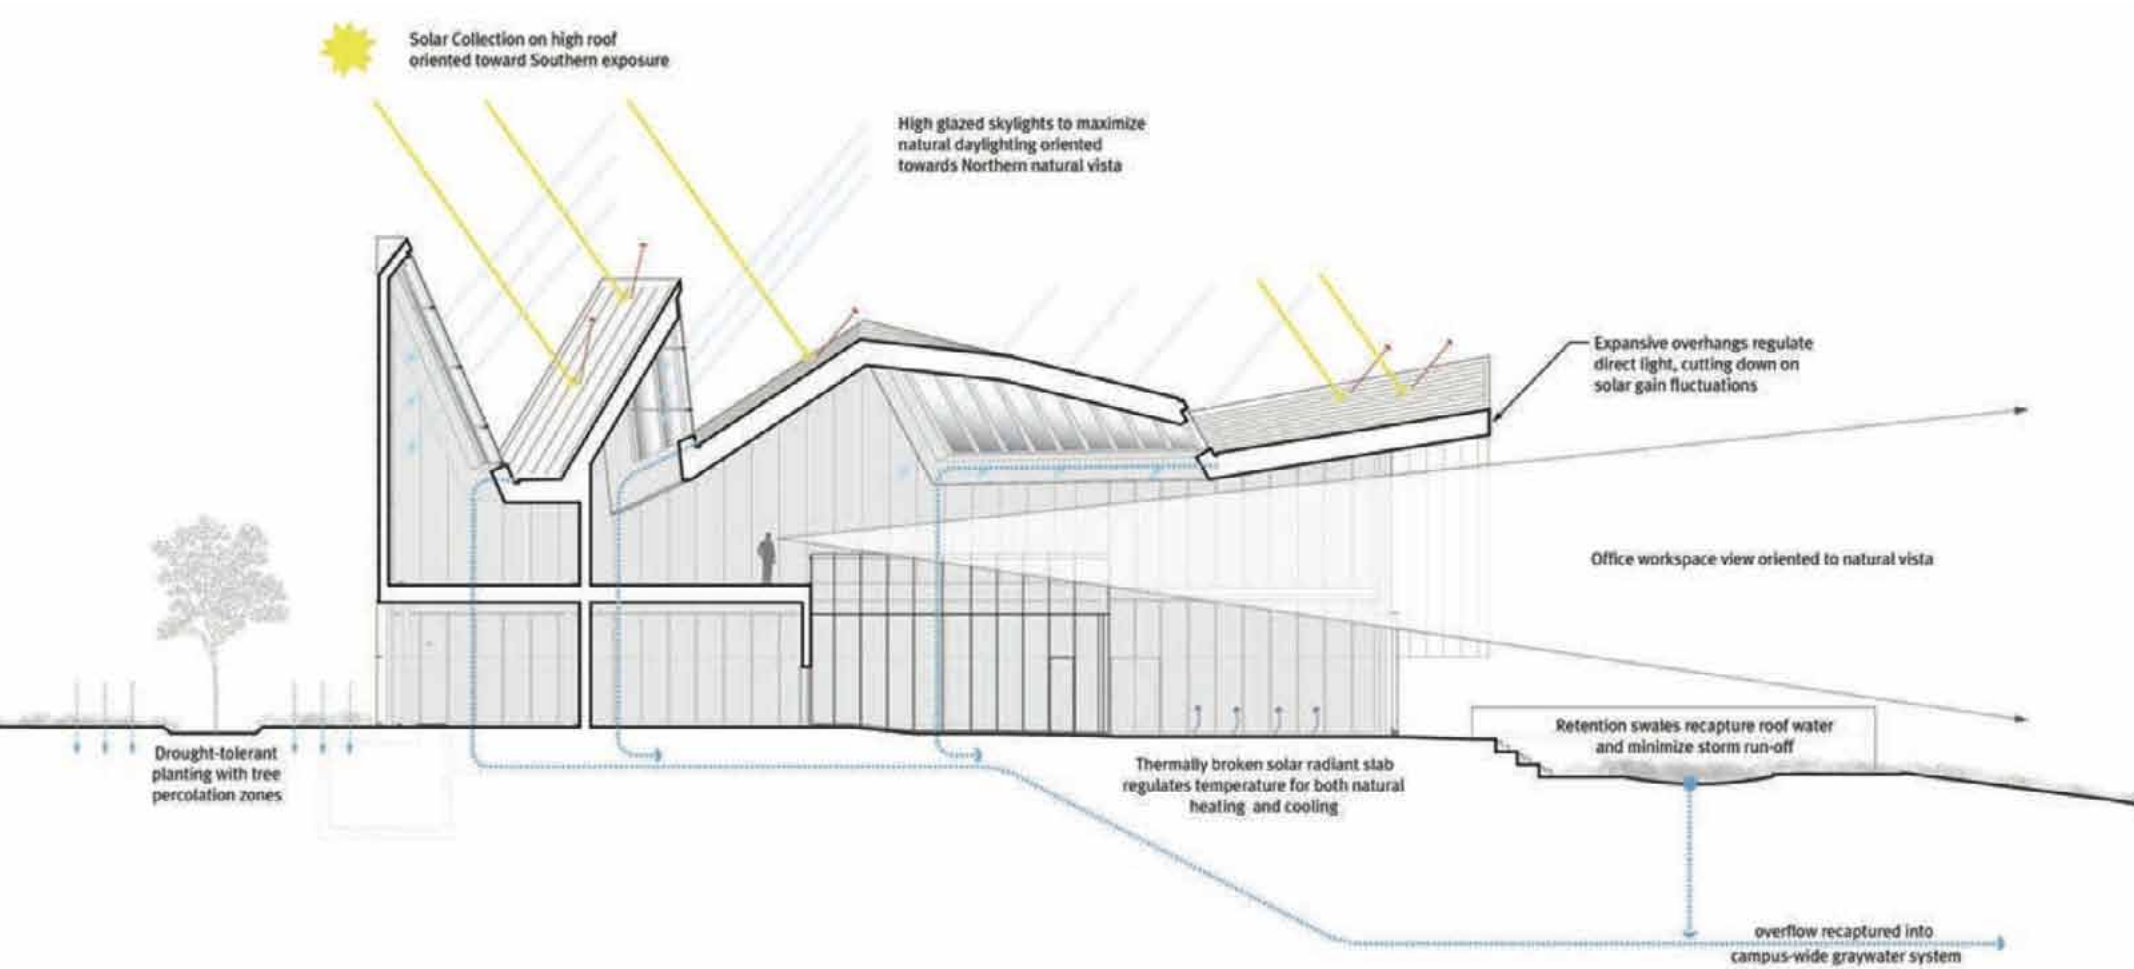 Solar Collection on high roof
oriented toward Southern exposure
High glazed skylights to maximize
natural daylighting oriented
towards Northern natural vista
Expansive overhangs regulate
direct light, cutting down on
solar gain fluctuations
Office workspace view oriented to natural vista
Retention swales recapture roof water
and minimize storm run-off
Drought-tolerant
planting with tree
percolation zones
Thermally broken solar radiant slab
regulates temperature for both natural
heating and cooling
overflow recaptured into
campus-wide graywater system